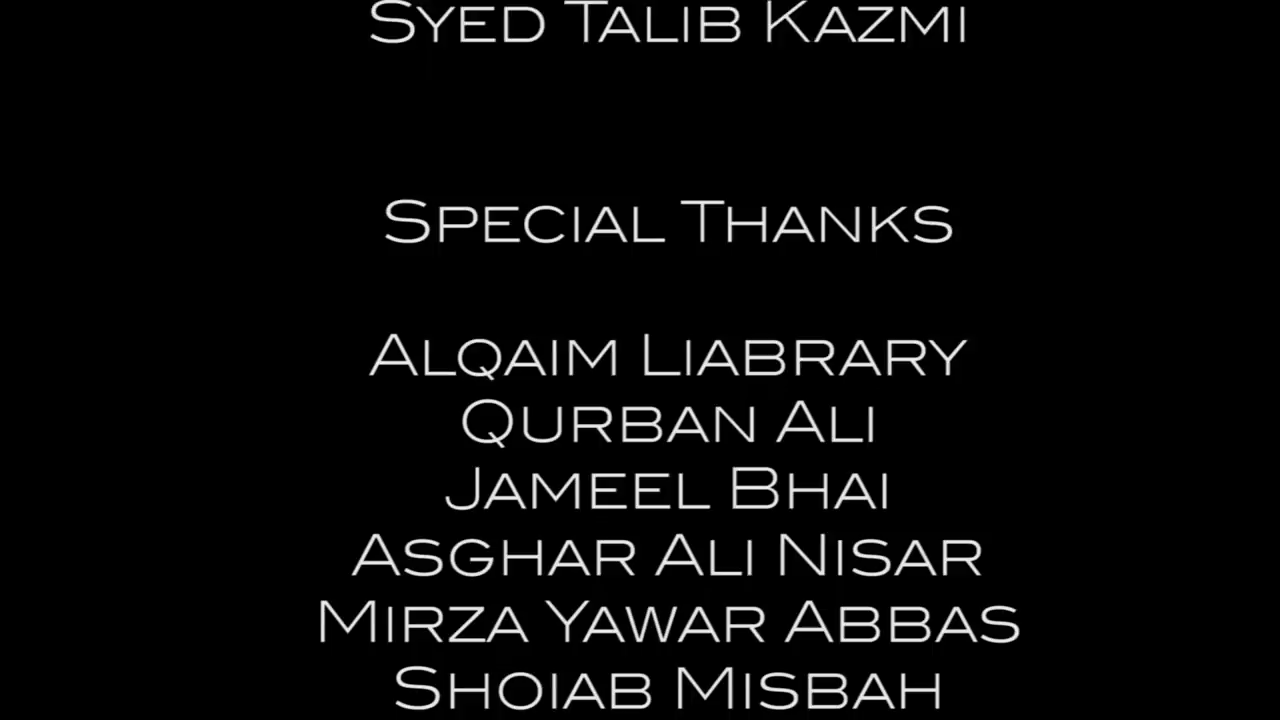 Syed Talib Kazmi
Special Thanks
Alqaim Liabrary
Qurban Ali
Jameel Bhai
Asghar Ali Nisar
Mirza Yawar Abbas
Shoiab Misbah